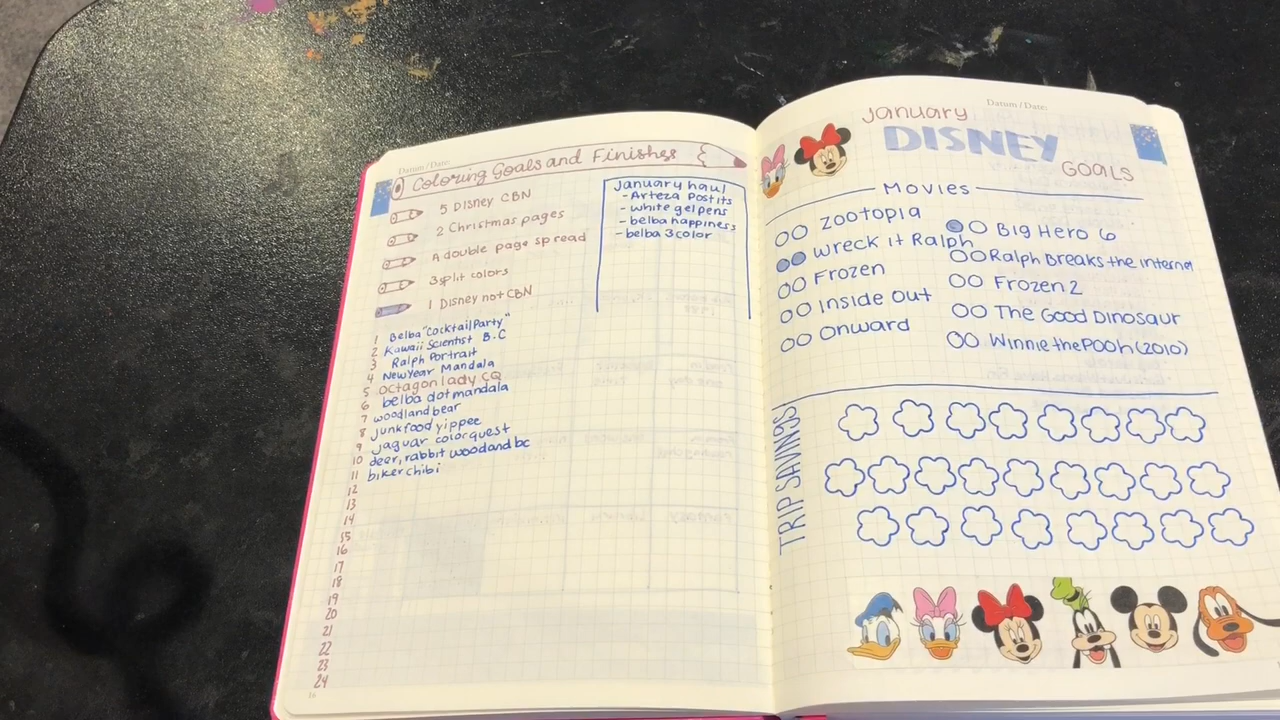 Datum / Date:
Coloring Goals and Finishes
5 DISNEY CBN
2 Christmas pages
A double page spread
3 split colors
1 Disney not CBN
January haul
- Arteza Postits
- white gel pens
- belba happiness
- belba 3 color
1 Belba "Cocktail Party"
2 Kawaii Scientist B.C
3 Ralph Portrait
4 New Year Mandala
5 Octagon lady CQ
6 belba dot mandala
7 woodland bear
8 junkfood yippee
9 jaguar colorquest
10 deer, rabbit woodland bc
11 biker chibi
12
13
14
15
16
17
18
19
20
21
22
23
24
16
Datum / Date:
January
DISNEY
GOALS
Movies
Zootopia
Wreck it Ralph
Frozen
Inside Out
Onward
Big Hero 6
Ralph Breaks the internet
Frozen 2
The Good Dinosaur
Winnie the Pooh (2010)
TRIP SAVINGS